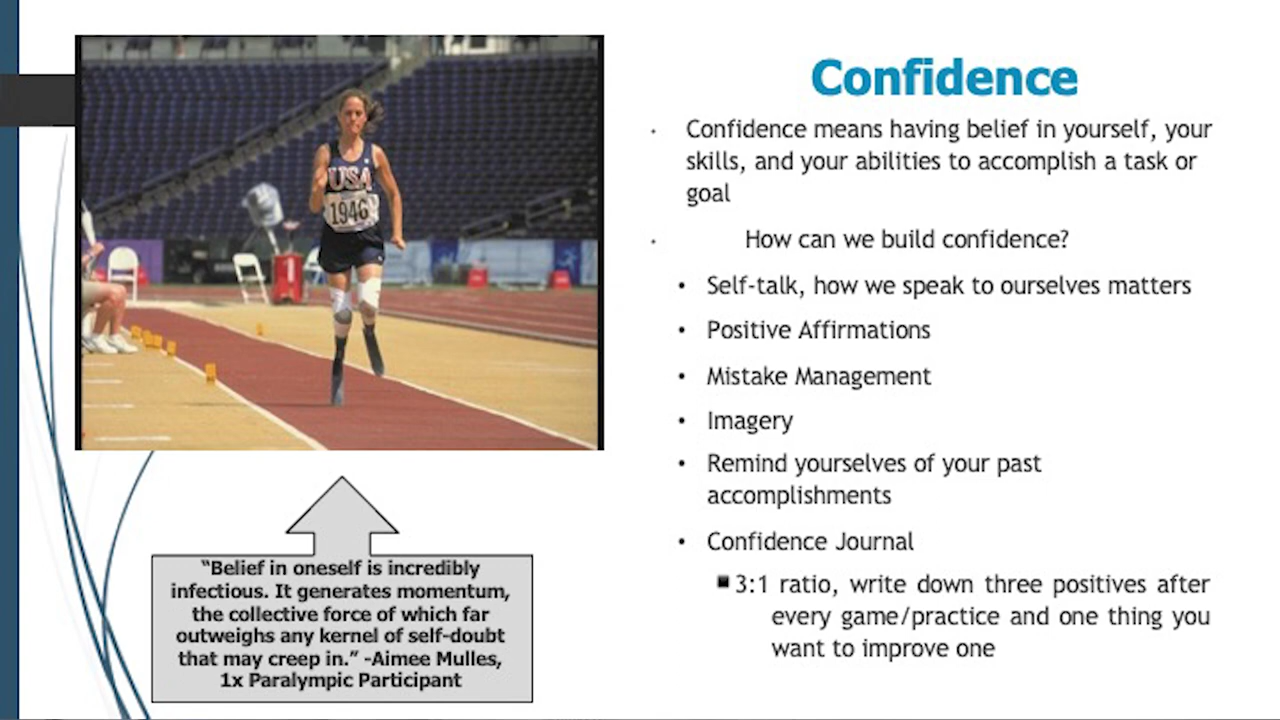 Confidence
Confidence means having belief in yourself, your
skills, and your abilities to accomplish a task or
goal
How can we build confidence?
• Self-talk, how we speak to ourselves matters
• Positive Affirmations
• Mistake Management
• Imagery
• Remind yourselves of your past
accomplishments
• Confidence Journal
■ 3:1 ratio, write down three positives after
every game/practice and one thing you
want to improve one
USA
1946
1
“Belief in oneself is incredibly
infectious. It generates momentum,
the collective force of which far
outweighs any kernel of self-doubt
that may creep in.” -Aimee Mulles,
1x Paralympic Participant